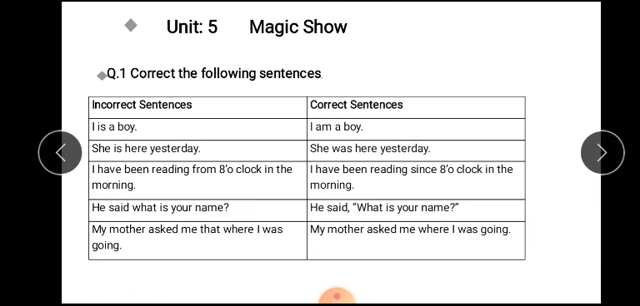 Unit: 5 Magic Show
Q.1 Correct the following sentences.
Incorrect Sentences Correct Sentences
I is a boy. I am a boy.
She is here yesterday. She was here yesterday.
I have been reading from 8’o clock in the I have been reading since 8’o clock in the
morning. morning.
He said what is your name? He said, “What is your name?”
My mother asked me that where I was My mother asked me where I was going.
going.